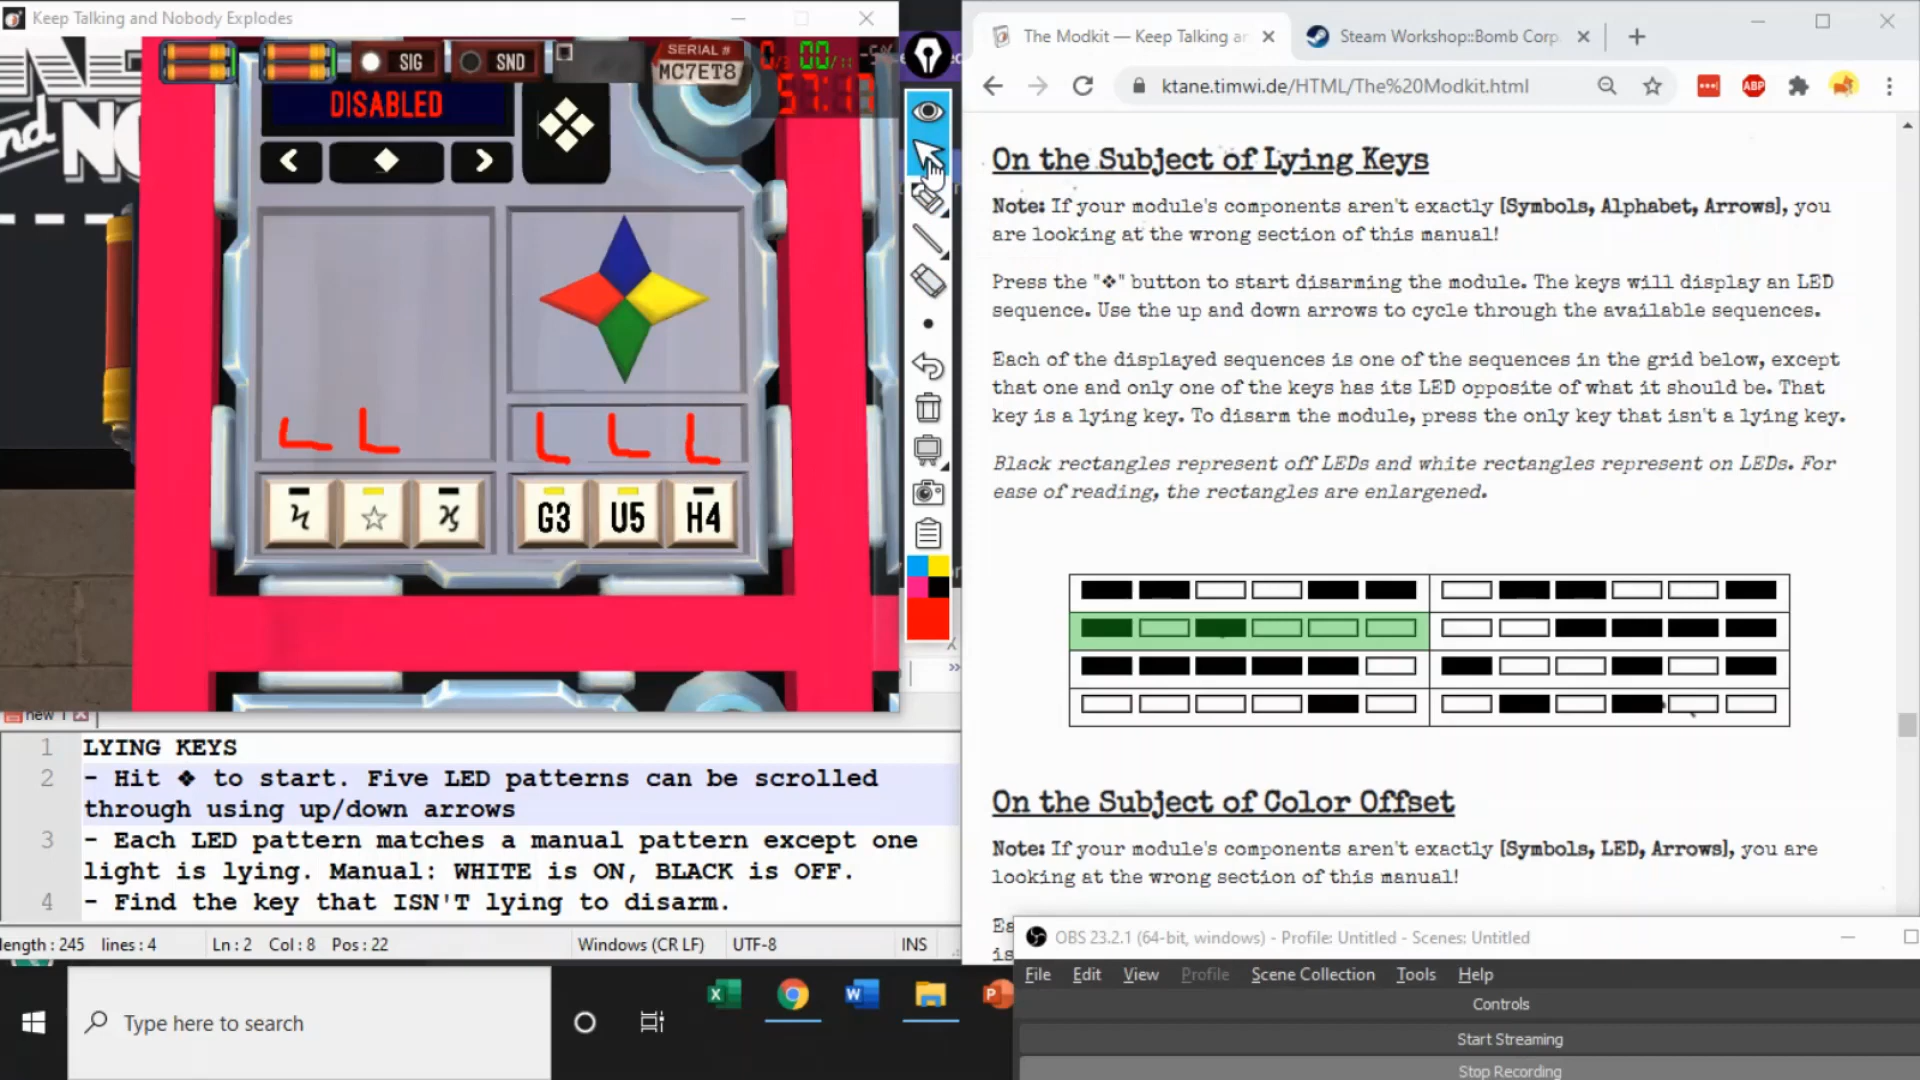 Keep Talking and Nobody Explodes
SIG
SND
SERIAL #
MC7ET8
57:17
DISABLED
G3
U5
H4
The Modkit — Keep Talking ar
Steam Workshop::Bomb Corp.
ktane.timwi.de/HTML/The%20Modkit.html
ABP
On the Subject of Lying Keys
Note: If your module's components aren't exactly [Symbols, Alphabet, Arrows], you
are looking at the wrong section of this manual!
Press the "❖" button to start disarming the module. The keys will display an LED
sequence. Use the up and down arrows to cycle through the available sequences.
Each of the displayed sequences is one of the sequences in the grid below, except
that one and only one of the keys has its LED opposite of what it should be. That
key is a lying key. To disarm the module, press the only key that isn't a lying key.
Black rectangles represent off LEDs and white rectangles represent on LEDs. For
ease of reading, the rectangles are enlargened.
On the Subject of Color Offset
Note: If your module's components aren't exactly [Symbols, LED, Arrows], you are
looking at the wrong section of this manual!
new 1
1 LYING KEYS
2 - Hit ❖ to start. Five LED patterns can be scrolled
through using up/down arrows
3 - Each LED pattern matches a manual pattern except one
light is lying. Manual: WHITE is ON, BLACK is OFF.
4 - Find the key that ISN'T lying to disarm.
length : 245 lines : 4 Ln : 2 Col : 8 Pos : 22 Windows (CR LF) UTF-8 INS
Type here to search
OBS 23.2.1 (64-bit, windows) - Profile: Untitled - Scenes: Untitled
File Edit View Profile Scene Collection Tools Help
Controls
Start Streaming
Stop Recording